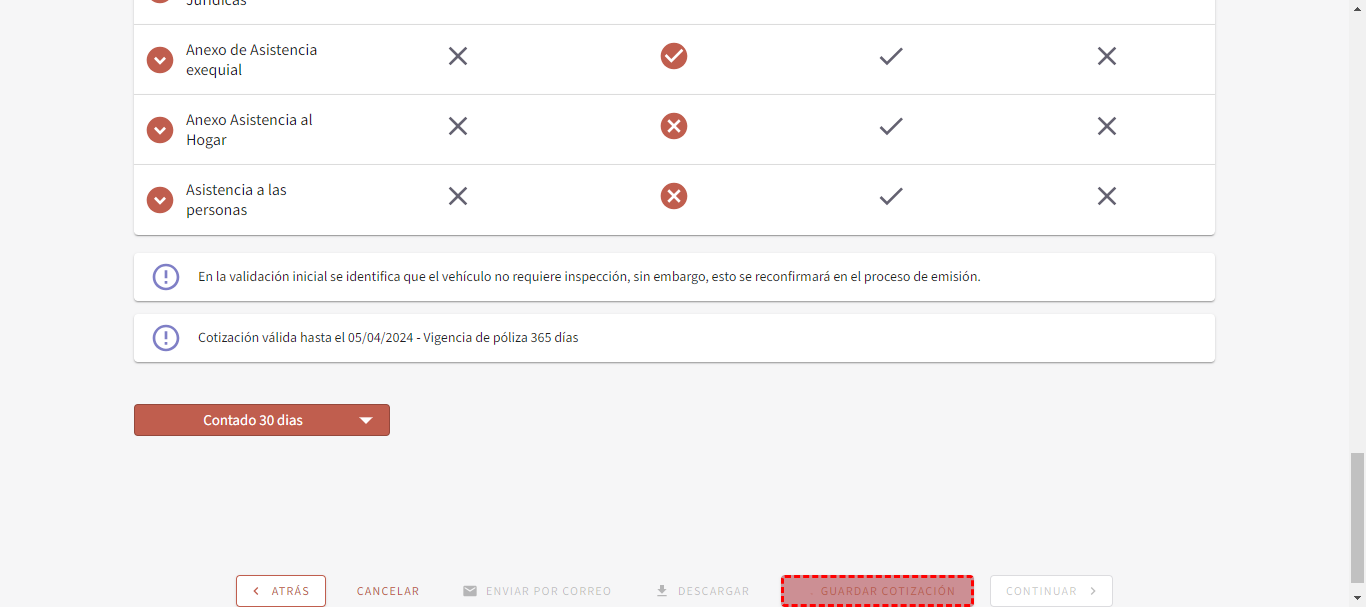 Jurídicas
Anexo de Asistencia
exequial
Anexo Asistencia al
Hogar
Asistencia a las
personas
En la validación inicial se identifica que el vehículo no requiere inspección, sin embargo, esto se reconfirmará en el proceso de emisión.
Cotización válida hasta el 05/04/2024 - Vigencia de póliza 365 días
Contado 30 dias
ATRÁS
CANCELAR
ENVIAR POR CORREO
DESCARGAR
GUARDAR COTIZACIÓN
CONTINUAR